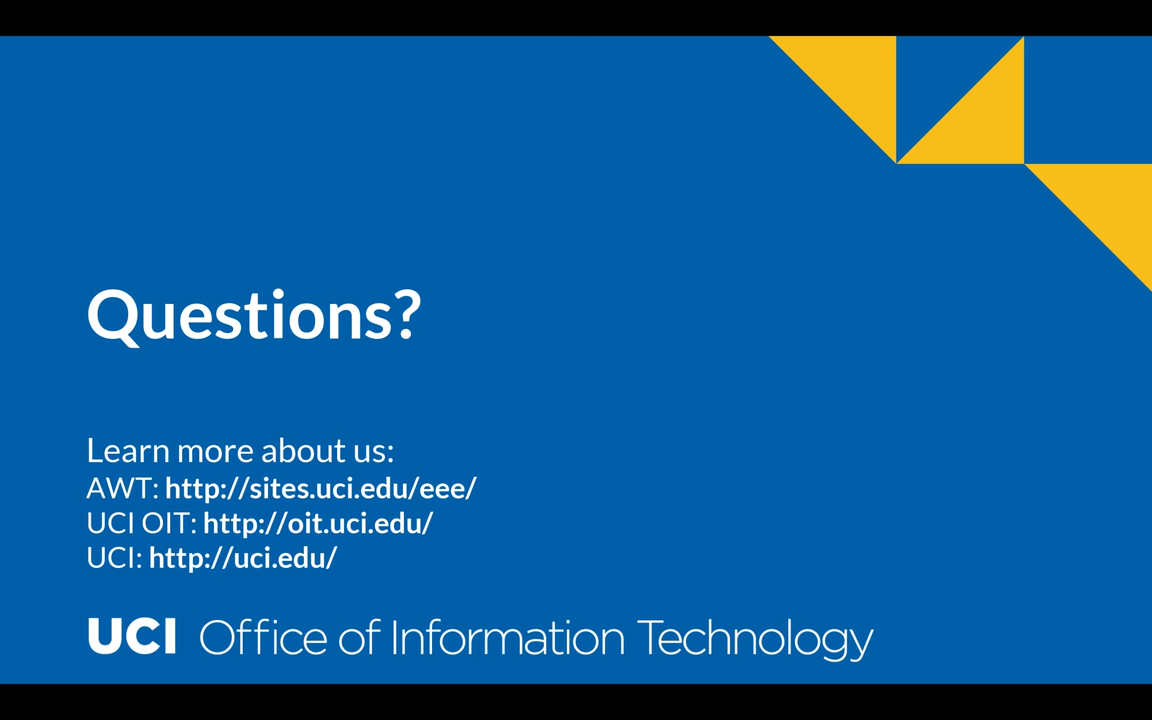 Questions?
Learn more about us:
AWT: http://sites.uci.edu/eee/
UCI OIT: http://oit.uci.edu/
UCI: http://uci.edu/
UCI Office of Information Technology